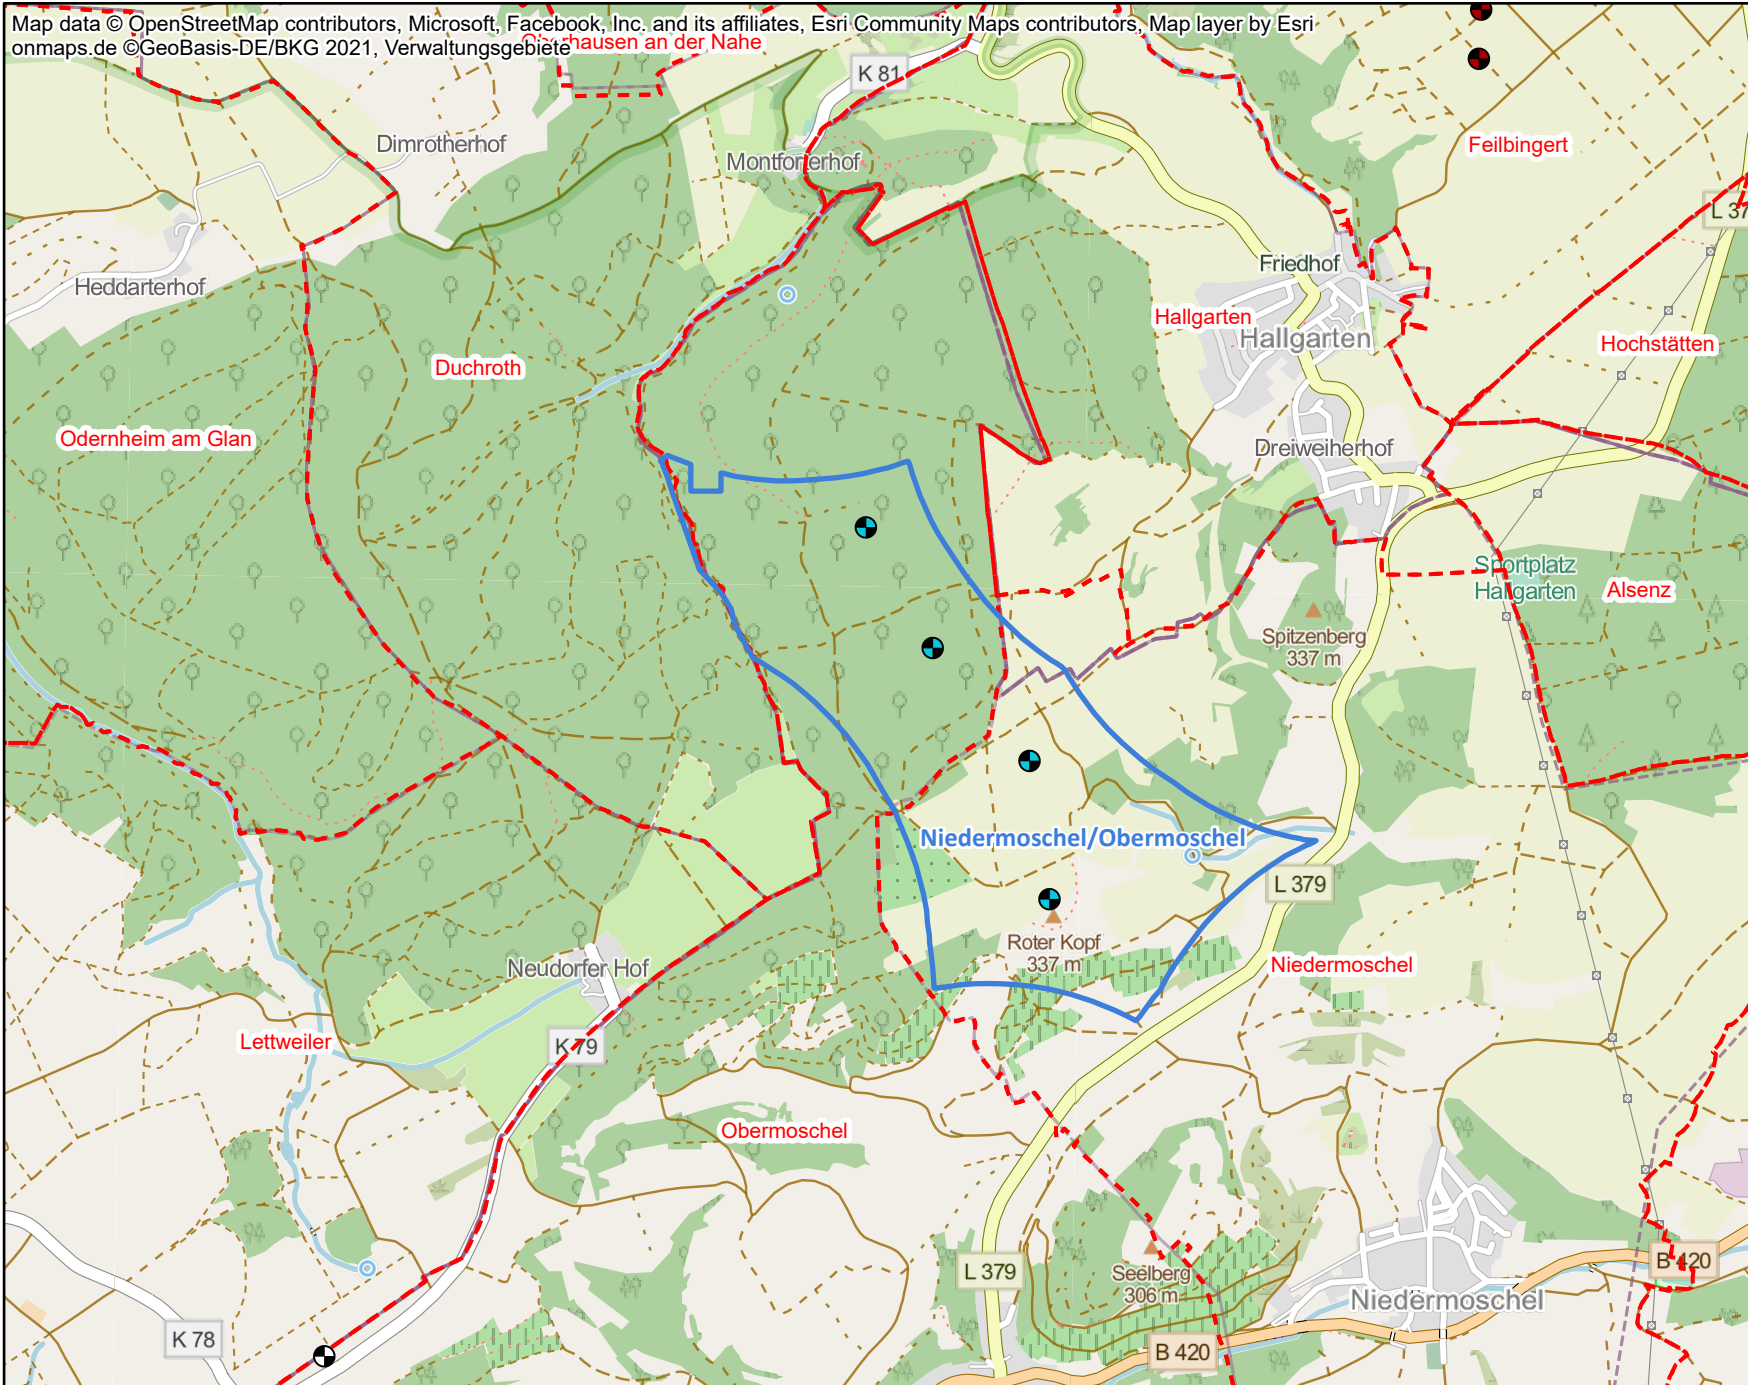 Map data © OpenStreetMap contributors, Microsoft, Facebook, Inc. and its affiliates, Esri Community Maps contributors, Map layer by Esri
onmaps.de ©GeoBasis-DE/BKG 2021, Verwaltungsgebiete
Oberhausen an der Nahe
K 81
Dimrotherhof
Montforterhof
Feilbingert
L 37
Heddarterhof
Friedhof
Hallgarten
Hallgarten
Hochstätten
Duchroth
Odernheim am Glan
Dreiweiherhof
Sportplatz
Hallgarten
Alsenz
Spitzenberg
337 m
Niedermoschel/Obermoschel
L 379
Roter Kopf
337 m
Niedermoschel
Neudorfer Hof
Lettweiler
K 79
Obermoschel
L 379
Seelberg
306 m
B 420
Niedermoschel
K 78
B 420